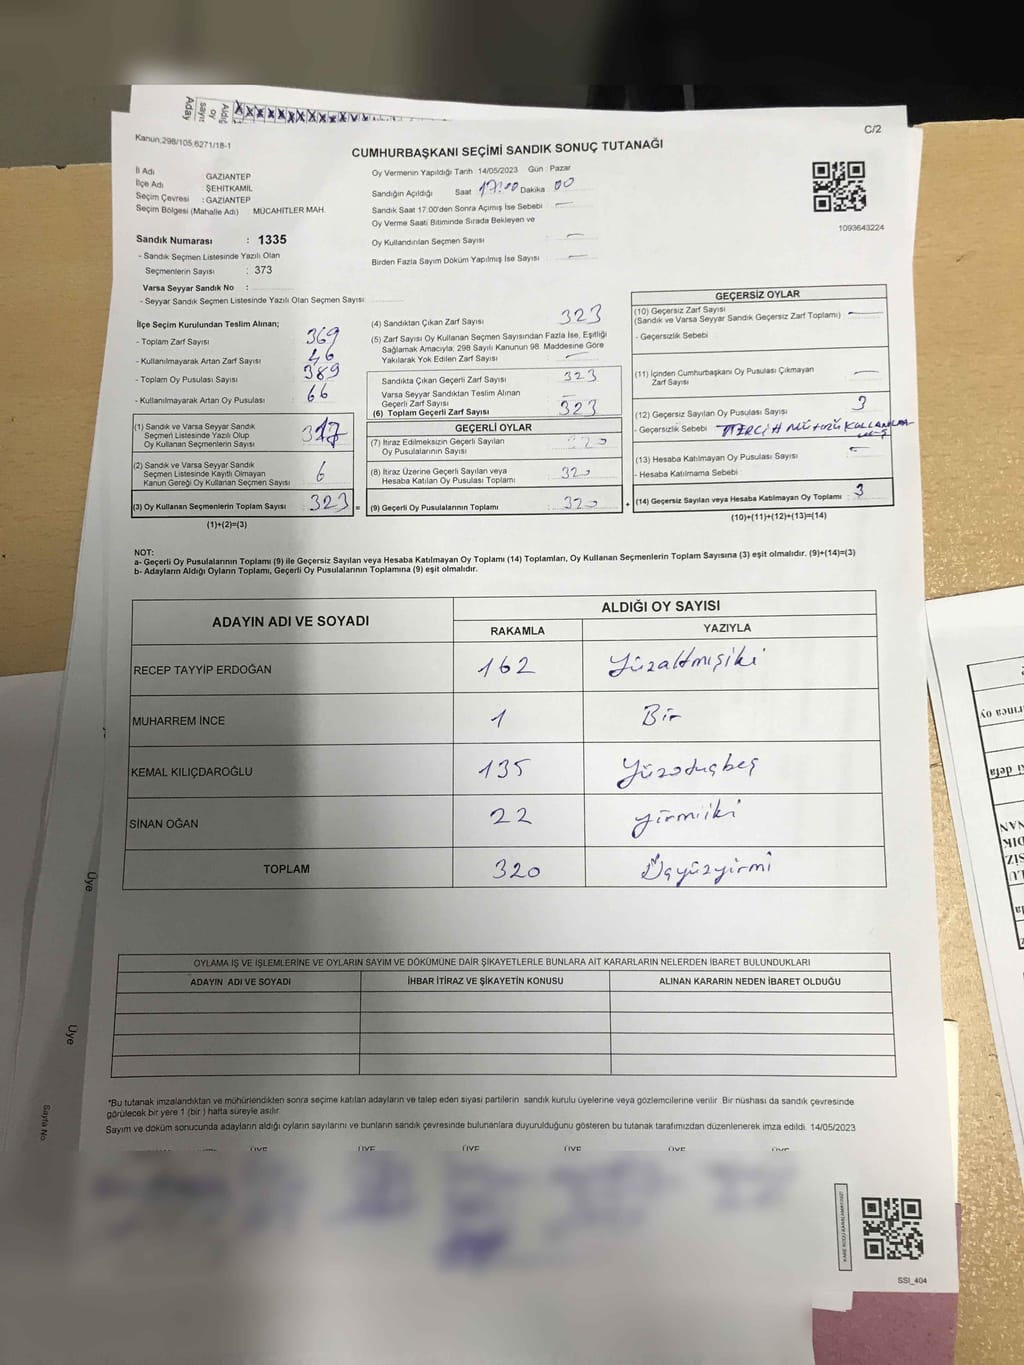 Aday
sayıs
oy
Aldığ
C/2
Kanun;298/105,6271/18-1
CUMHURBAŞKANI SEÇİMİ SANDIK SONUÇ TUTANAĞI
İl Adı GAZIANTEP
İlçe Adı ŞEHİTKAMİL
Seçim Çevresi : GAZIANTEP
Seçim Bölgesi (Mahalle Adı) MÜCAHİTLER MAH.
Oy Vermenin Yapıldığı Tarih :14/05/2023 Gün : Pazar
Sandığın Açıldığı Saat 17:00 Dakika 00
Sandık Saat 17.00'den Sonra Açımış İse Sebebi : —
Oy Verme Saati Bitiminde Sırada Bekleyen ve
Oy Kullandırılan Seçmen Sayısı : —
Birden Fazla Sayım Döküm Yapılmış İse Sayısı : —
1093643224
Sandık Numarası : 1335
- Sandık Seçmen Listesinde Yazılı Olan
Seçmenlerin Sayısı : 373
Varsa Seyyar Sandık No :
- Seyyar Sandık Seçmen Listesinde Yazılı Olan Seçmen Sayısı:
İlçe Seçim Kurulundan Teslim Alınan;
- Toplam Zarf Sayısı : 369
- Kullanılmayarak Artan Zarf Sayısı : 46
- Toplam Oy Pusulası Sayısı : 389
- Kullanılmayarak Artan Oy Pusulası : 66
(1) Sandık ve Varsa Seyyar Sandık
Seçmen Listesinde Yazılı Olup
Oy Kullanan Seçmenlerin Sayısı : 317
(2) Sandık ve Varsa Seyyar Sandık
Seçmen Listesinde Kayıtlı Olmayan
Kanun Gereği Oy Kullanan Seçmen Sayısı : 6
(3) Oy Kullanan Seçmenlerin Toplam Sayısı : 323 =
(1)+(2)=(3)
(4) Sandıktan Çıkan Zarf Sayısı : 323
(5) Zarf Sayısı Oy Kullanan Seçmen Sayısından Fazla İse, Eşitliği
Sağlamak Amacıyla, 298 Sayılı Kanunun 98. Maddesine Göre
Yakılarak Yok Edilen Zarf Sayısı : —
Sandıkta Çıkan Geçerli Zarf Sayısı : 323
Varsa Seyyar Sandıktan Teslim Alınan
Geçerli Zarf Sayısı : —
(6) Toplam Geçerli Zarf Sayısı : 323
GEÇERLİ OYLAR
(7) İtiraz Edilmeksizin Geçerli Sayılan
Oy Pusulalarının Sayısı : 320
(8) İtiraz Üzerine Geçerli Sayılan veya
Hesaba Katılan Oy Pusulası Toplamı : 320
(9) Geçerli Oy Pusulalarının Toplamı : 320 +
GEÇERSİZ OYLAR
(10) Geçersiz Zarf Sayısı
(Sandık ve Varsa Seyyar Sandık Geçersiz Zarf Toplamı) : —
- Geçersizlik Sebebi
(11) İçinden Cumhurbaşkanı Oy Pusulası Çıkmayan
Zarf Sayısı : —
(12) Geçersiz Sayılan Oy Pusulası Sayısı : 3
- Geçersizlik Sebebi : TERCİH MÜHÜRÜ KULLANILMA
MIŞ
(13) Hesaba Katılmayan Oy Pusulası Sayısı : —
- Hesaba Katılmama Sebebi
(14) Geçersiz Sayılan veya Hesaba Katılmayan Oy Toplamı : 3
(10)+(11)+(12)+(13)=(14)
NOT:
a- Geçerli Oy Pusulalarının Toplamı (9) ile Geçersiz Sayılan veya Hesaba Katılmayan Oy Toplamı (14) Toplamları, Oy Kullanan Seçmenlerin Toplam Sayısına (3) eşit olmalıdır. (9)+(14)=(3)
b- Adayların Aldığı Oyların Toplamı, Geçerli Oy Pusulalarının Toplamına (9) eşit olmalıdır.
ADAYIN ADI VE SOYADI ALDIĞI OY SAYISI
RAKAMLA YAZIYLA
RECEP TAYYİP ERDOĞAN 162 Yüzaltmışiki
MUHARREM İNCE 1 Bir
KEMAL KILIÇDAROĞLU 135 Yüzotuzbeş
SİNAN OĞAN 22 yirmiiki
TOPLAM 320 Üçyüzyirmi
OYLAMA İŞ VE İŞLEMLERİNE VE OYLARIN SAYIM VE DÖKÜMÜNE DAİR ŞİKAYETLERLE BUNLARA AİT KARARLARIN NELERDEN İBARET BULUNDUKLARI
ADAYIN ADI VE SOYADI İHBAR İTİRAZ VE ŞİKAYETİN KONUSU ALINAN KARARIN NEDEN İBARET OLDUĞU
*Bu tutanak imzalandıktan ve mühürlendikten sonra seçime katılan adayların ve talep eden siyasi partilerin sandık kurulu üyelerine veya gözlemcilerine verilir. Bir nüshası da sandık çevresinde
görülecek bir yere 1 (bir ) hafta süreyle asılır.
Sayım ve döküm sonucunda adayların aldığı oyların sayılarını ve bunların sandık çevresinde bulunanlara duyurulduğunu gösteren bu tutanak tarafımızdan düzenlenerek imza edildi. 14/05/2023
ÜYE ÜYE ÜYE ÜYE ÜYE ÜYE
SSI_404
Üye
Üye
Sayfa No